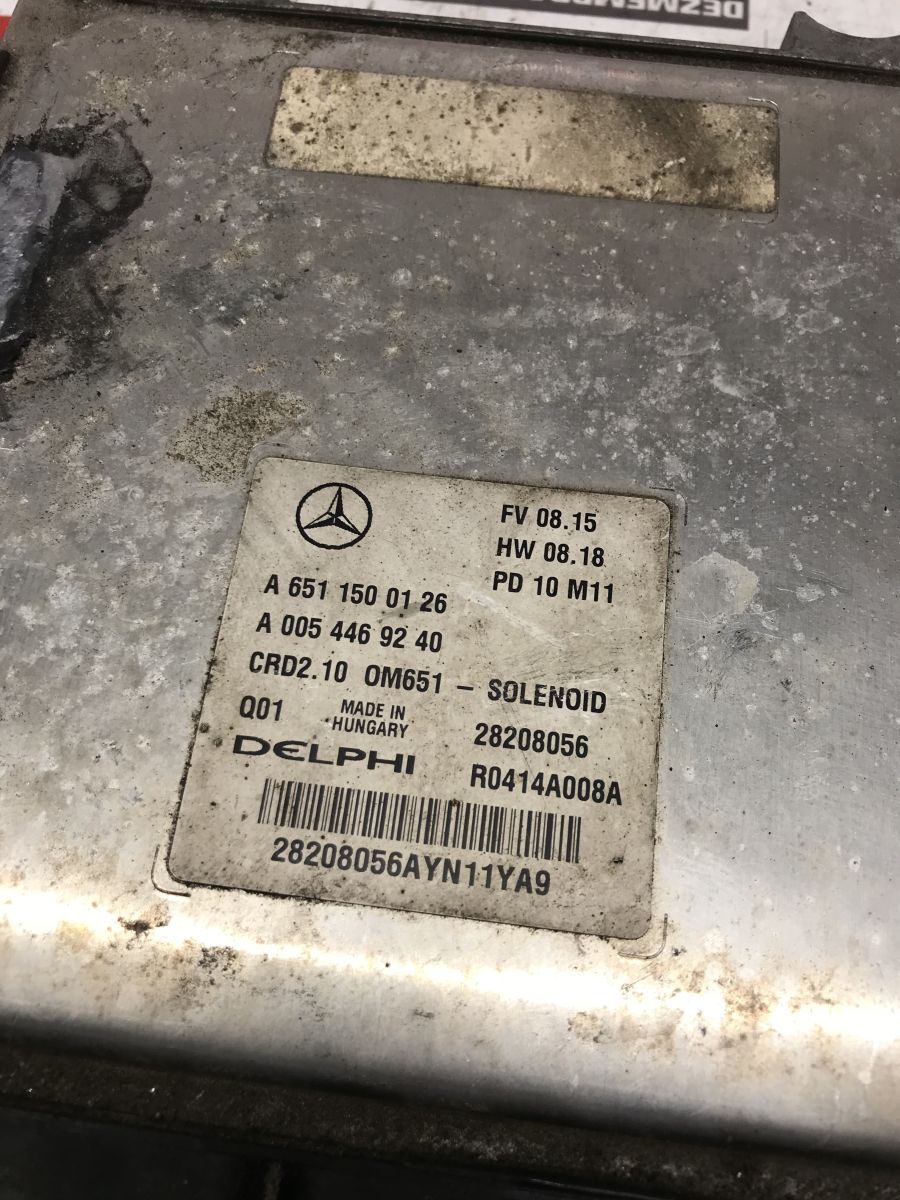 DEZMEMBR
FV 08.15
HW 08.18
PD 10 M11
A 651 150 01 26
A 005 446 92 40
CRD2.10 OM651 – SOLENOID
Q01 MADE IN HUNGARY 28208056
DELPHI R0414A008A
28208056AYN11YA9